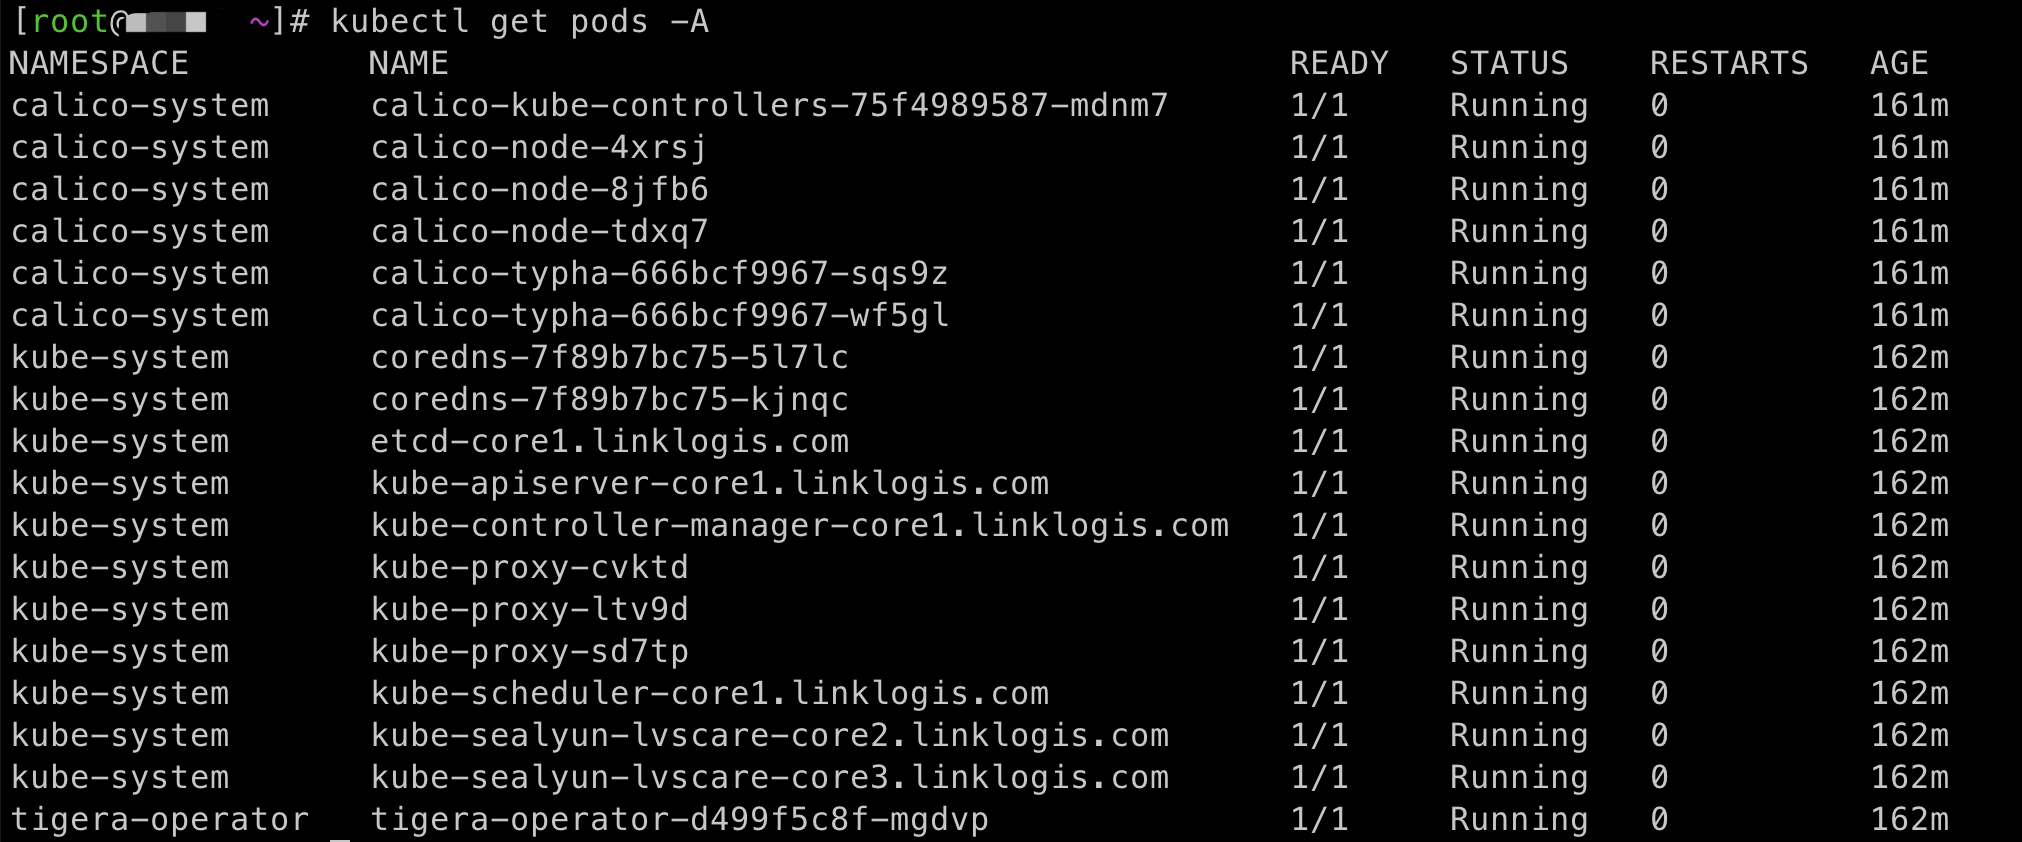 [root@ ~]# kubectl get pods -A
NAMESPACE NAME READY STATUS RESTARTS AGE
calico-system calico-kube-controllers-75f4989587-mdnm7 1/1 Running 0 161m
calico-system calico-node-4xrsj 1/1 Running 0 161m
calico-system calico-node-8jfb6 1/1 Running 0 161m
calico-system calico-node-tdxq7 1/1 Running 0 161m
calico-system calico-typha-666bcf9967-sqs9z 1/1 Running 0 161m
calico-system calico-typha-666bcf9967-wf5gl 1/1 Running 0 161m
kube-system coredns-7f89b7bc75-5l7lc 1/1 Running 0 162m
kube-system coredns-7f89b7bc75-kjnqc 1/1 Running 0 162m
kube-system etcd-core1.linklogis.com 1/1 Running 0 162m
kube-system kube-apiserver-core1.linklogis.com 1/1 Running 0 162m
kube-system kube-controller-manager-core1.linklogis.com 1/1 Running 0 162m
kube-system kube-proxy-cvktd 1/1 Running 0 162m
kube-system kube-proxy-ltv9d 1/1 Running 0 162m
kube-system kube-proxy-sd7tp 1/1 Running 0 162m
kube-system kube-scheduler-core1.linklogis.com 1/1 Running 0 162m
kube-system kube-sealyun-lvscare-core2.linklogis.com 1/1 Running 0 162m
kube-system kube-sealyun-lvscare-core3.linklogis.com 1/1 Running 0 162m
tigera-operator tigera-operator-d499f5c8f-mgdvp 1/1 Running 0 162m